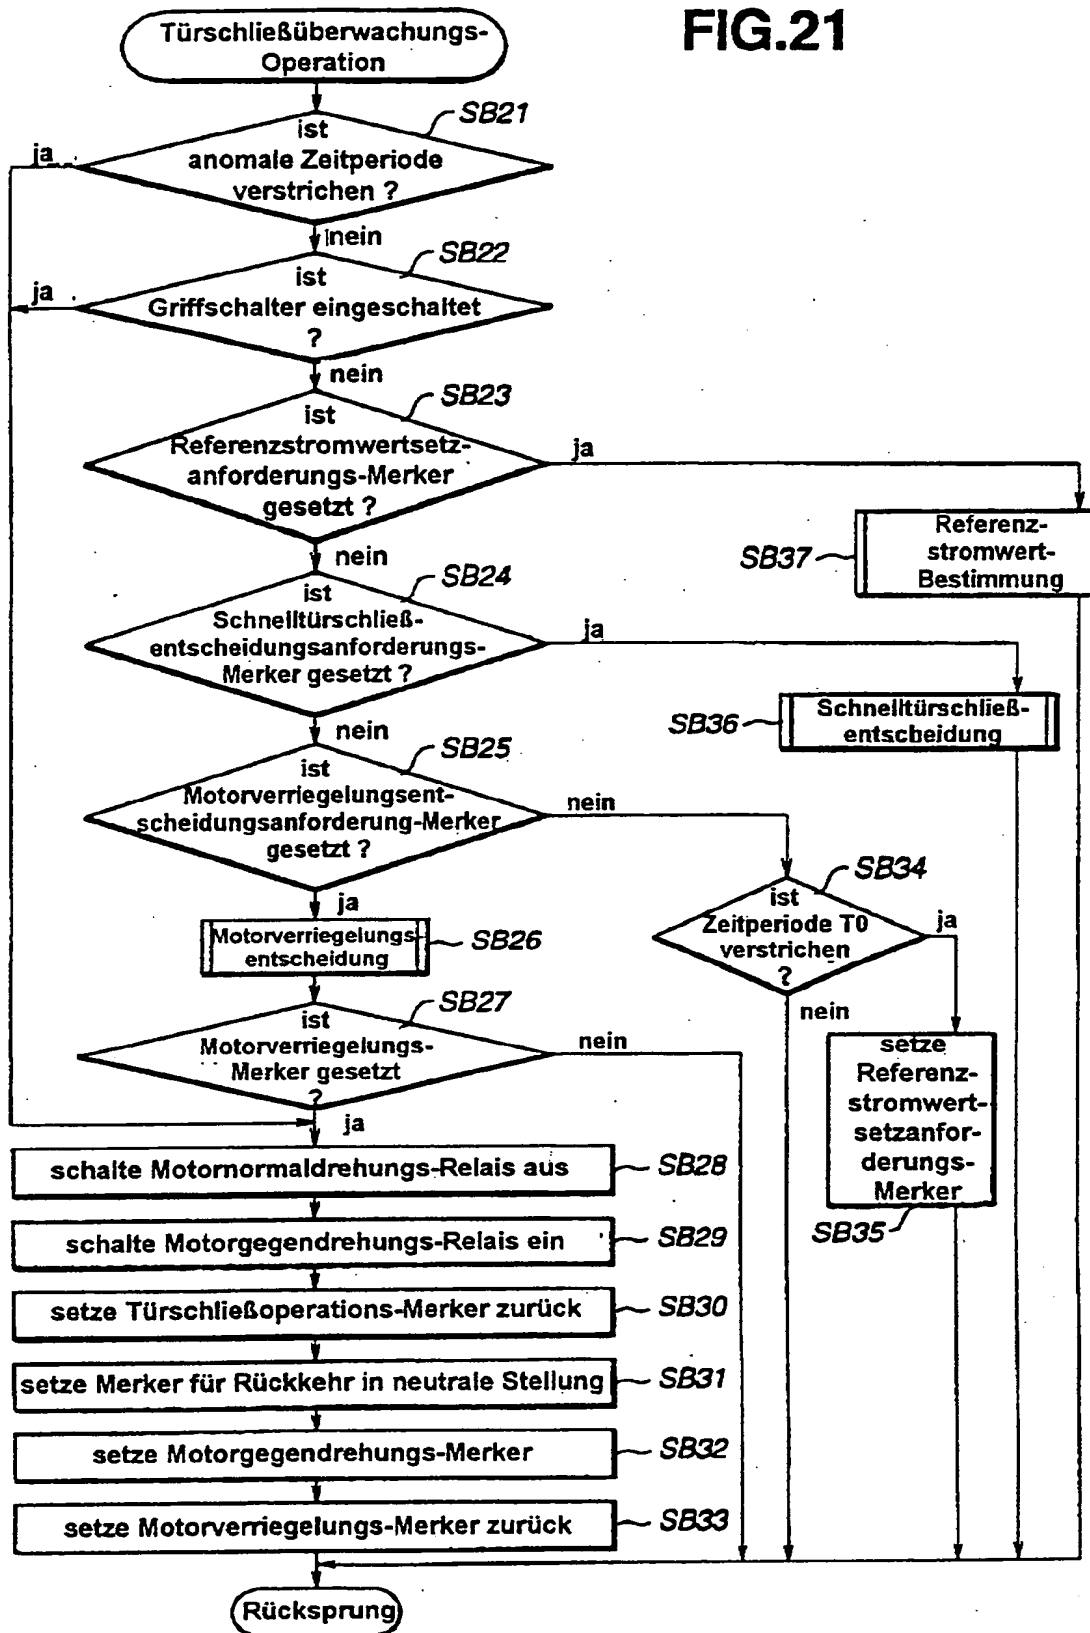 FIG.21
Türschließüberwachungs-
Operation
SB21
ist
anomale Zeitperiode
verstrichen ?
ja
nein
SB22
ist
Griffschalter eingeschaltet
?
ja
nein
SB23
ist
Referenzstromwertsetz-
anforderungs-Merker
gesetzt ?
ja
nein
SB37
Referenz-
stromwert-
Bestimmung
SB24
ist
Schnelltürschließ-
entscheidungsanforderungs-
Merker gesetzt ?
ja
nein
SB36
Schnelltürschließ-
entscheidung
SB25
ist
Motorverriegelungsent-
scheidungsanforderung-Merker
gesetzt ?
nein
ja
SB34
ist
Zeitperiode T0
verstrichen
?
ja
nein
Motorverriegelungs-
entscheidung
SB26
SB27
ist
Motorverriegelungs-
Merker gesetzt
?
nein
ja
setze
Referenz-
stromwert-
setzanfor-
derungs-
Merker
SB35
schalte Motornormaldrehungs-Relais aus
SB28
schalte Motorgegendrehungs-Relais ein
SB29
setze Türschließoperations-Merker zurück
SB30
setze Merker für Rückkehr in neutrale Stellung
SB31
setze Motorgegendrehungs-Merker
SB32
setze Motorverriegelungs-Merker zurück
SB33
Rücksprung